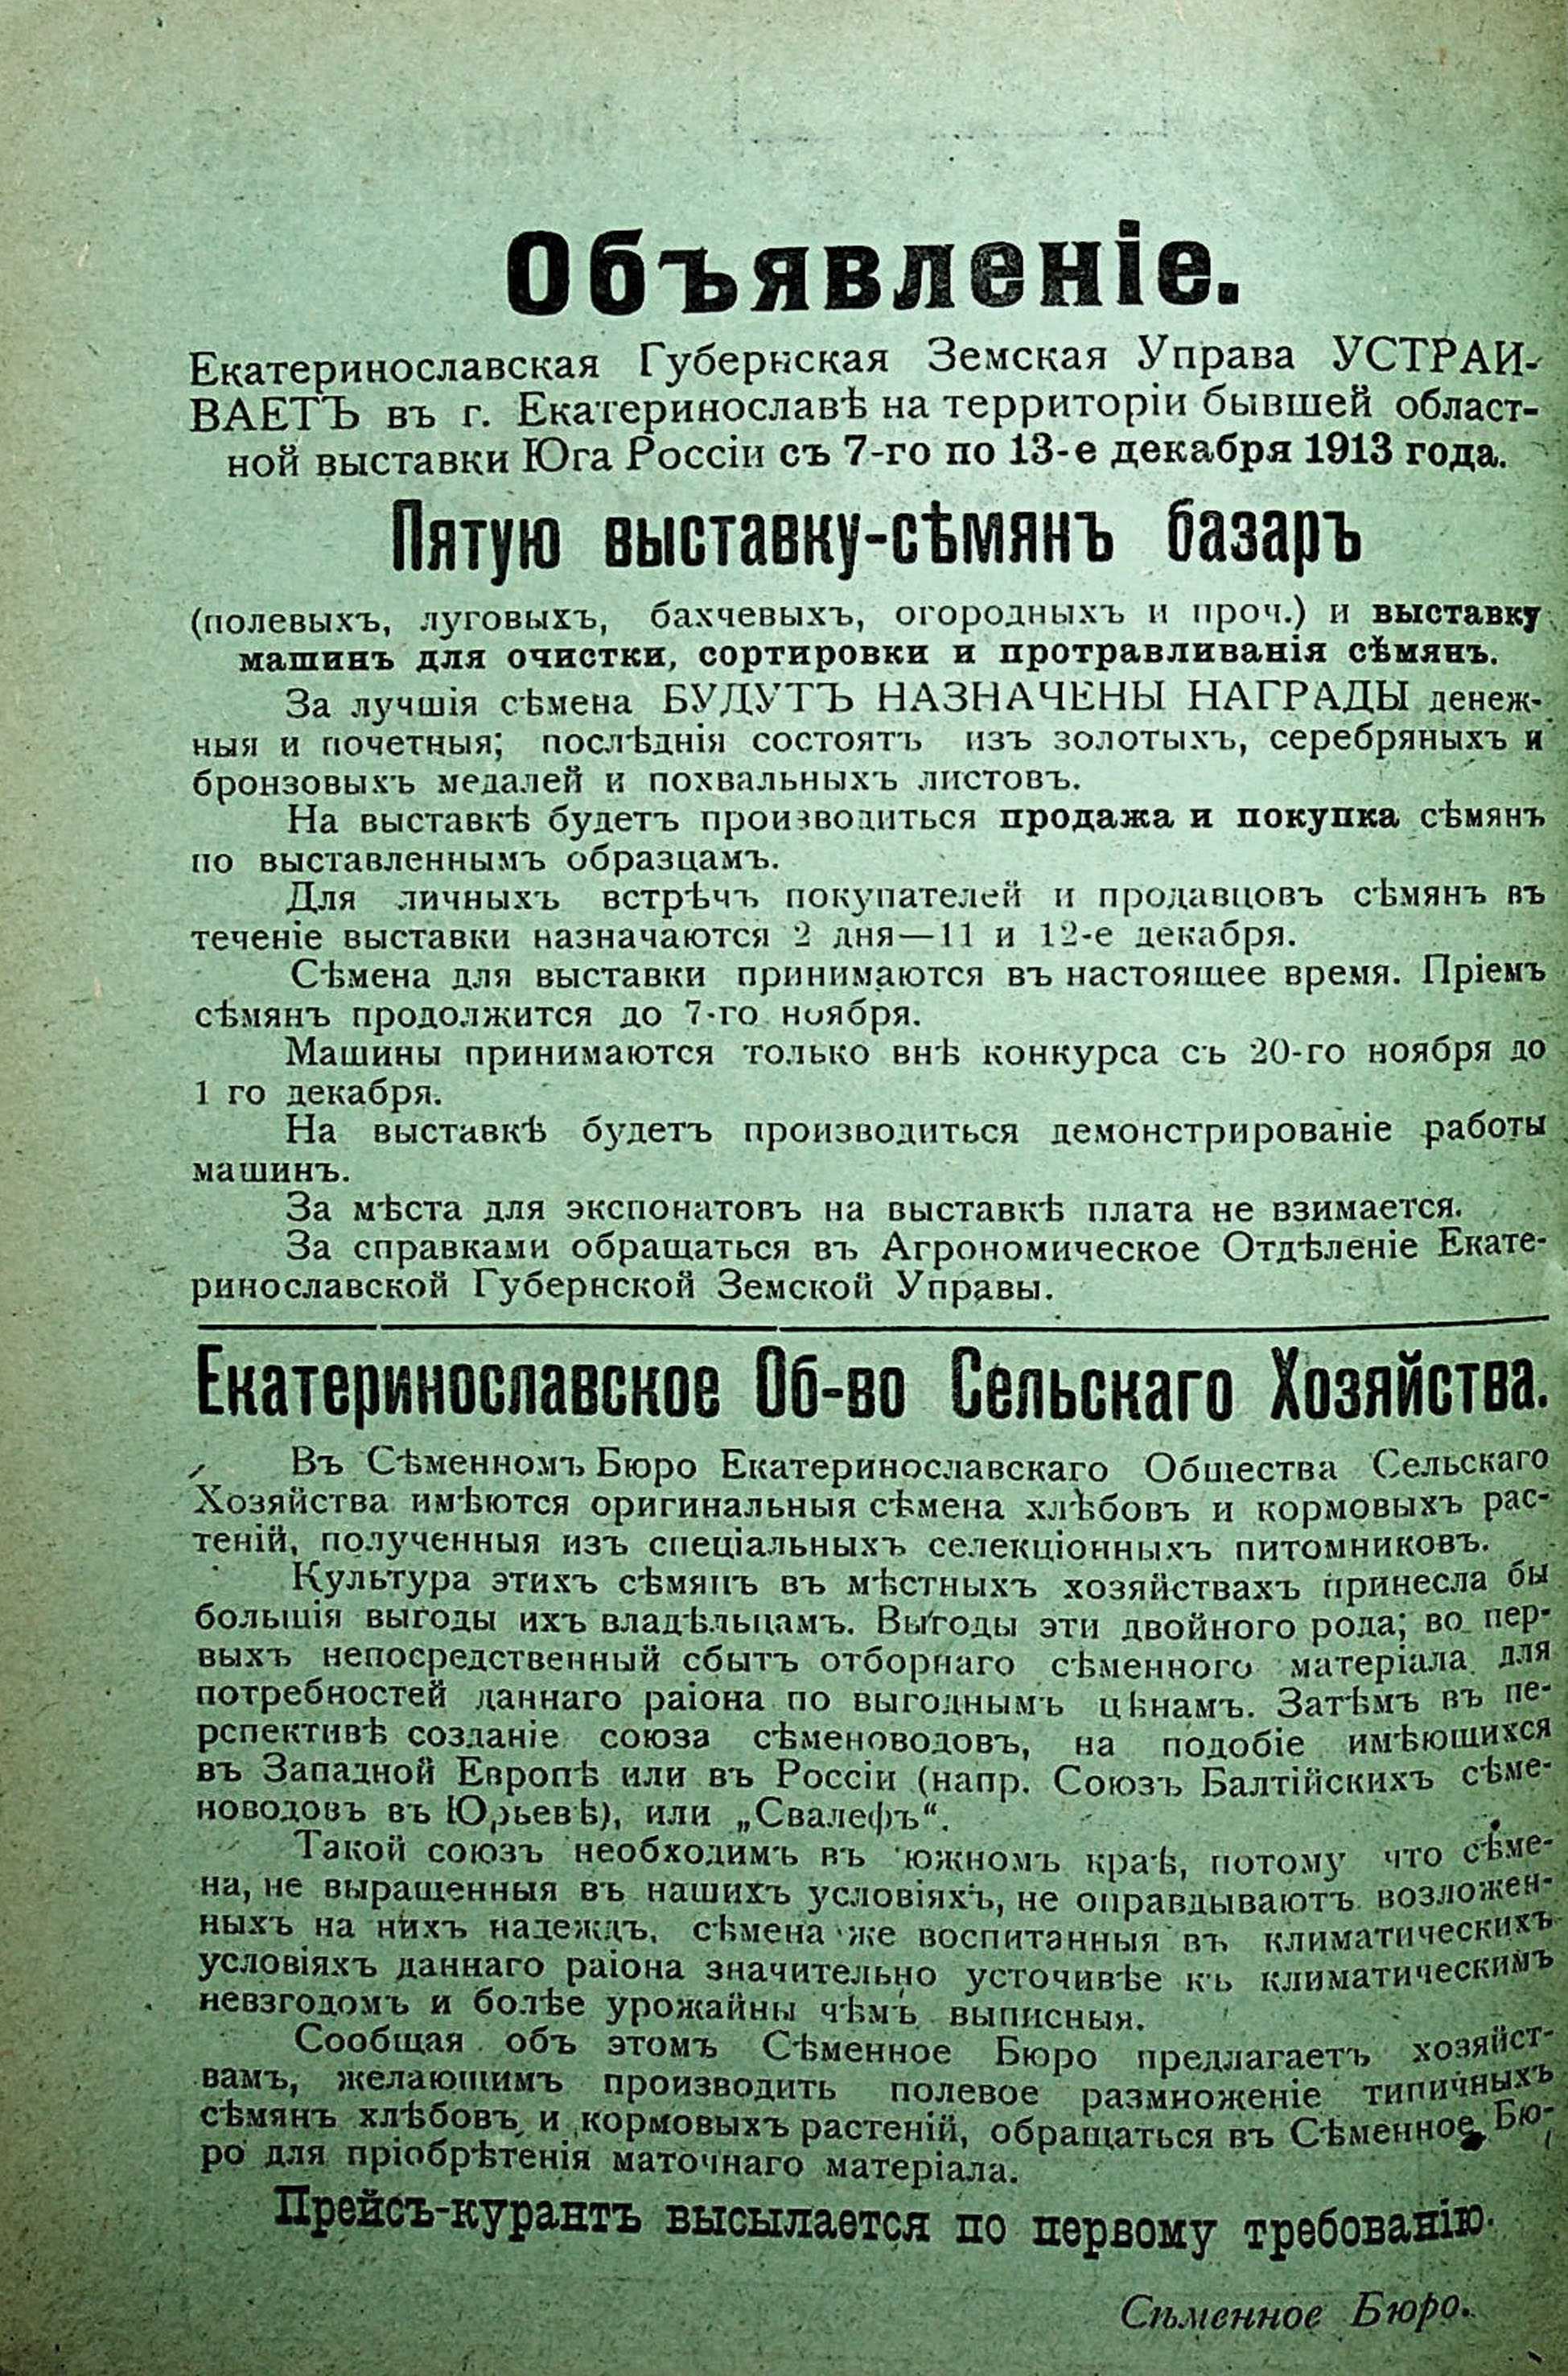 Объявленіе.
Екатеринославская Губернская Земская Управа УСТРАИ-
ВАЕТЪ въ г. Екатеринославѣ на территоріи бывшей област-
ной выставки Юга Россіи съ 7-го по 13-е декабря 1913 года.
Пятую выставку-сѣмянъ базаръ
(полевыхъ, луговыхъ, бахчевыхъ, огородныхъ и проч.) и выставку
машинъ для очистки, сортировки и протравливанія сѣмянъ.
За лучшія сѣмена БУДУТЪ НАЗНАЧЕНЫ НАГРАДЫ денеж-
ныя и почетныя; послѣднія состоятъ изъ золотыхъ, серебряныхъ и
бронзовыхъ медалей и похвальныхъ листовъ.
На выставкѣ будетъ производиться продажа и покупка сѣмянъ
по выставленнымъ образцамъ.
Для личныхъ встрѣчъ покупателей и продавцовъ сѣмянъ въ
теченіе выставки назначаются 2 дня—11 и 12-е декабря.
Сѣмена для выставки принимаются въ настоящее время. Пріемъ
сѣмянъ продолжится до 7-го ноября.
Машины принимаются только внѣ конкурса съ 20-го ноября до
1 го декабря.
На выставкѣ будетъ производиться демонстрированіе работы
машинъ.
За мѣста для экспонатовъ на выставкѣ плата не взимается.
За справками обращаться въ Агрономическое Отдѣленіе Екате-
ринославской Губернской Земской Управы.
Екатеринославское Об-во Сельскаго Хозяйства.
Въ Сѣменномъ Бюро Екатеринославскаго Общества Сельскаго
Хозяйства имѣются оригинальныя сѣмена хлѣбовъ и кормовыхъ рас-
теній, полученныя изъ спеціальныхъ селекціонныхъ питомниковъ.
Культура этихъ сѣмянъ въ мѣстныхъ хозяйствахъ принесла бы
большія выгоды ихъ владѣльцамъ. Выгоды эти двойного рода; во пер-
выхъ непосредственный сбытъ отборнаго сѣменного матеріала для
потребностей даннаго раіона по выгоднымъ цѣнамъ. Затѣмъ въ пе-
рспективѣ созданіе союза сѣменоводовъ, на подобіе имѣющихся
въ Западной Европѣ или въ Россіи (напр. Союзъ Балтійскихъ сѣме-
новодовъ въ Юрьевѣ), или „Свалефъ“.
Такой союзъ необходимъ въ южномъ краѣ, потому что сѣме-
на, не выращенныя въ нашихъ условіяхъ, не оправдываютъ возложен-
ныхъ на нихъ надеждъ, сѣмена же воспитанныя въ климатическихъ
условіяхъ даннаго раіона значительно усточивѣе къ климатическимъ
невзгодомъ и болѣе урожайны чѣмъ выписныя.
Сообщая объ этомъ Сѣменное Бюро предлагаетъ хозяйст-
вамъ, желающимъ производить полевое размноженіе типичныхъ
сѣмянъ хлѣбовъ и кормовыхъ растеній, обращаться въ Сѣменное Бю-
ро для пріобрѣтенія маточнаго матеріала.
Прейсъ-курантъ высылается по первому требованію.
Сѣменное Бюро.